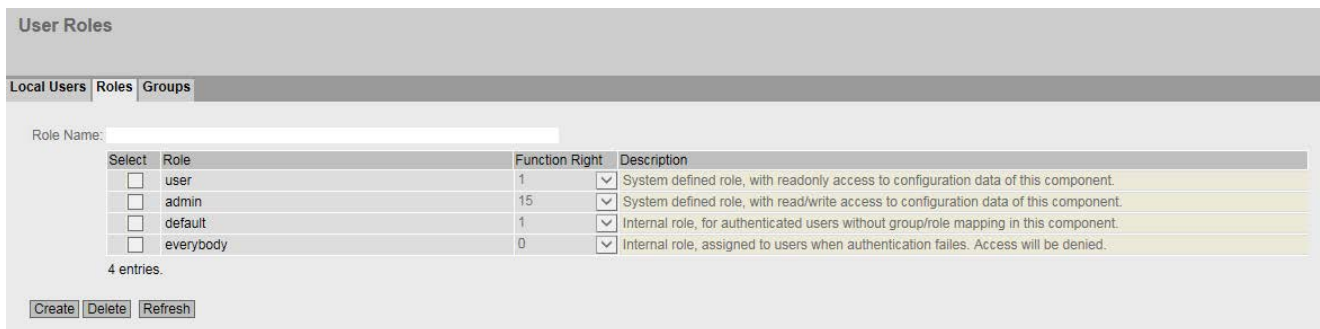 User Roles
Local Users Roles Groups
Role Name:
Select Role Function Right Description
user 1 System defined role, with readonly access to configuration data of this component.
admin 15 System defined role, with read/write access to configuration data of this component.
default 1 Internal role, for authenticated users without group/role mapping in this component.
everybody 0 Internal role, assigned to users when authentication failes. Access will be denied.
4 entries.
Create Delete Refresh